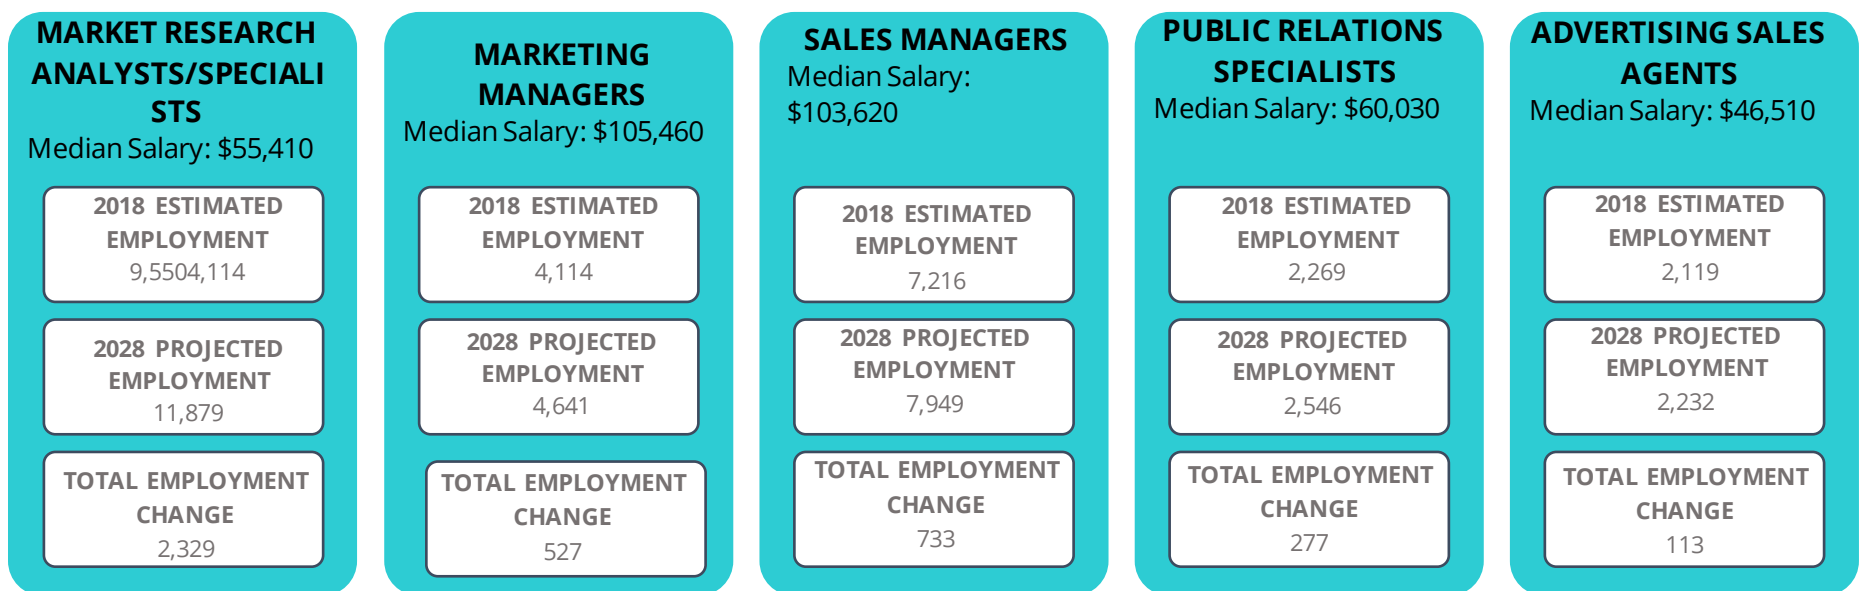 MARKET RESEARCH
ANALYSTS/SPECIALI
STS
Median Salary: $55,410
2018 ESTIMATED
EMPLOYMENT
9,5504,114
2028 PROJECTED
EMPLOYMENT
11,879
TOTAL EMPLOYMENT
CHANGE
2,329
MARKETING
MANAGERS
Median Salary: $105,460
2018 ESTIMATED
EMPLOYMENT
4,114
2028 PROJECTED
EMPLOYMENT
4,641
TOTAL EMPLOYMENT
CHANGE
527
SALES MANAGERS
Median Salary:
$103,620
2018 ESTIMATED
EMPLOYMENT
7,216
2028 PROJECTED
EMPLOYMENT
7,949
TOTAL EMPLOYMENT
CHANGE
733
PUBLIC RELATIONS
SPECIALISTS
Median Salary: $60,030
2018 ESTIMATED
EMPLOYMENT
2,269
2028 PROJECTED
EMPLOYMENT
2,546
TOTAL EMPLOYMENT
CHANGE
277
ADVERTISING SALES
AGENTS
Median Salary: $46,510
2018 ESTIMATED
EMPLOYMENT
2,119
2028 PROJECTED
EMPLOYMENT
2,232
TOTAL EMPLOYMENT
CHANGE
113